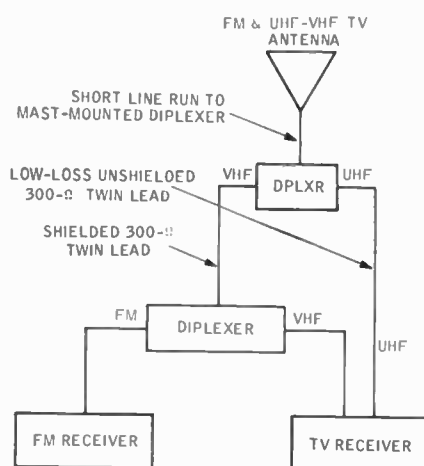 FM & UHF-VHF TV
ANTENNA
SHORT LINE RUN TO
MAST-MOUNTED DIPLEXER
LOW-LOSS UNSHIELDED
300-Ω TWIN LEAD
VHF
DPLXR
UHF
SHIELDED 300-Ω
TWIN LEAD
FM
DIPLEXER
VHF
UHF
FM RECEIVER
TV RECEIVER